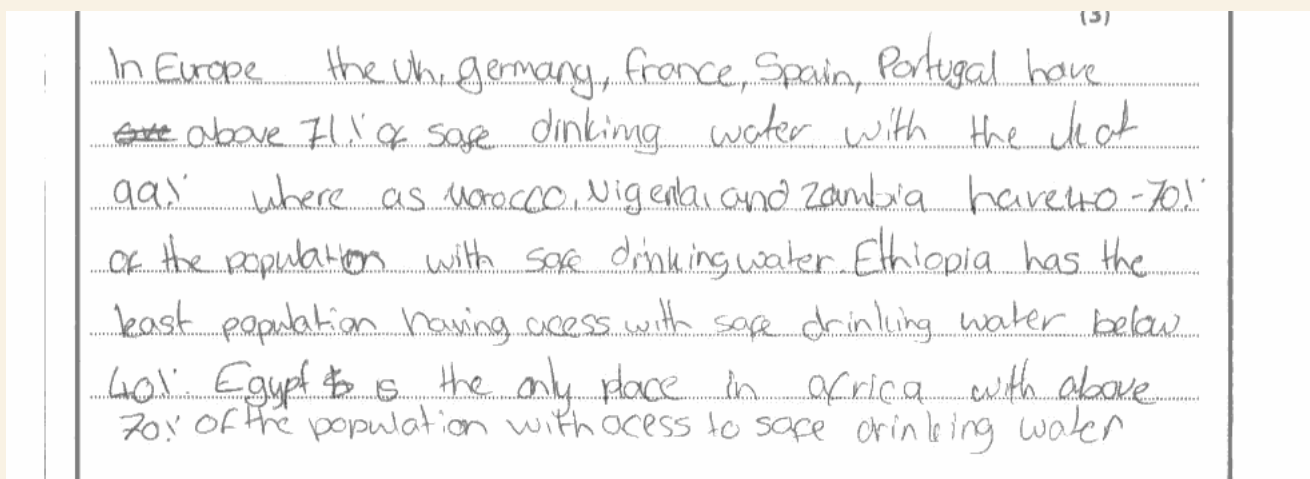 (3)
In Europe the Uk, germany, france, Spain, Portugal have
above 71% of safe dinking water with the Uk at
99% where as Morocco, Nigeria, and Zambia have 40-70%
of the population with safe drinking water. Ethiopia has the
least population having acess with safe drinking water below
40%. Egypt is the only place in africa with above
70% of the population with acess to safe drinking water